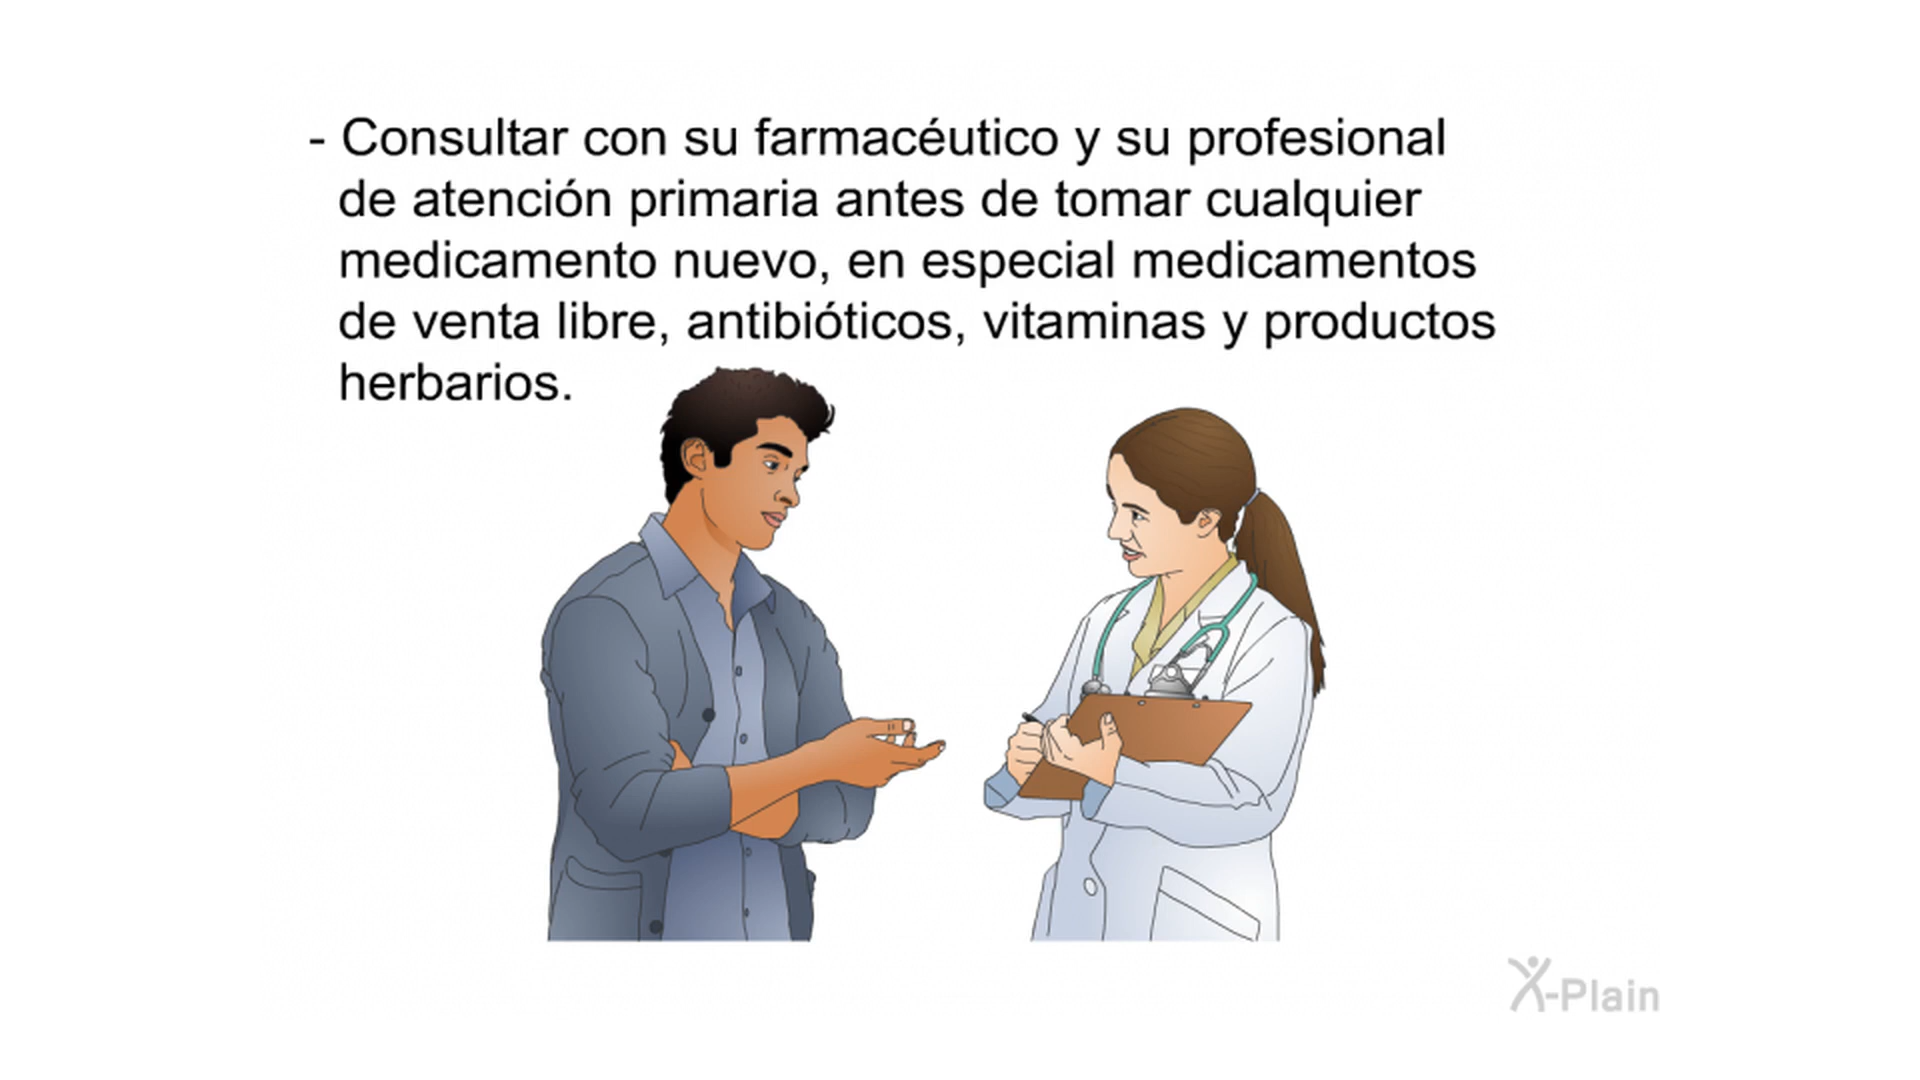 - Consultar con su farmacéutico y su profesional
de atención primaria antes de tomar cualquier
medicamento nuevo, en especial medicamentos
de venta libre, antibióticos, vitaminas y productos
herbarios.
X-Plain